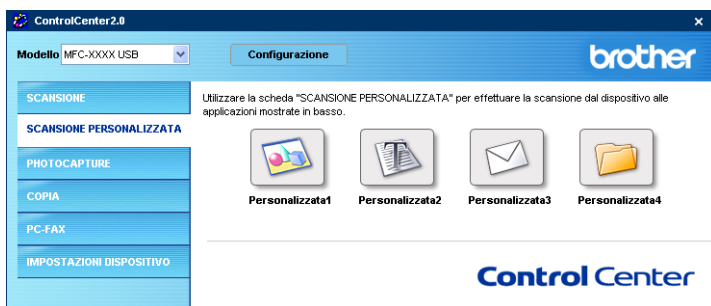 ControlCenter2.0
Modello MFC-XXXX USB
Configurazione
brother
SCANSIONE
SCANSIONE PERSONALIZZATA
PHOTOCAPTURE
COPIA
PC-FAX
IMPOSTAZIONI DISPOSITIVO
Utilizzare la scheda "SCANSIONE PERSONALIZZATA" per effettuare la scansione dal dispositivo alle
applicazioni mostrate in basso.
Personalizzata1 Personalizzata2 Personalizzata3 Personalizzata4
Control Center